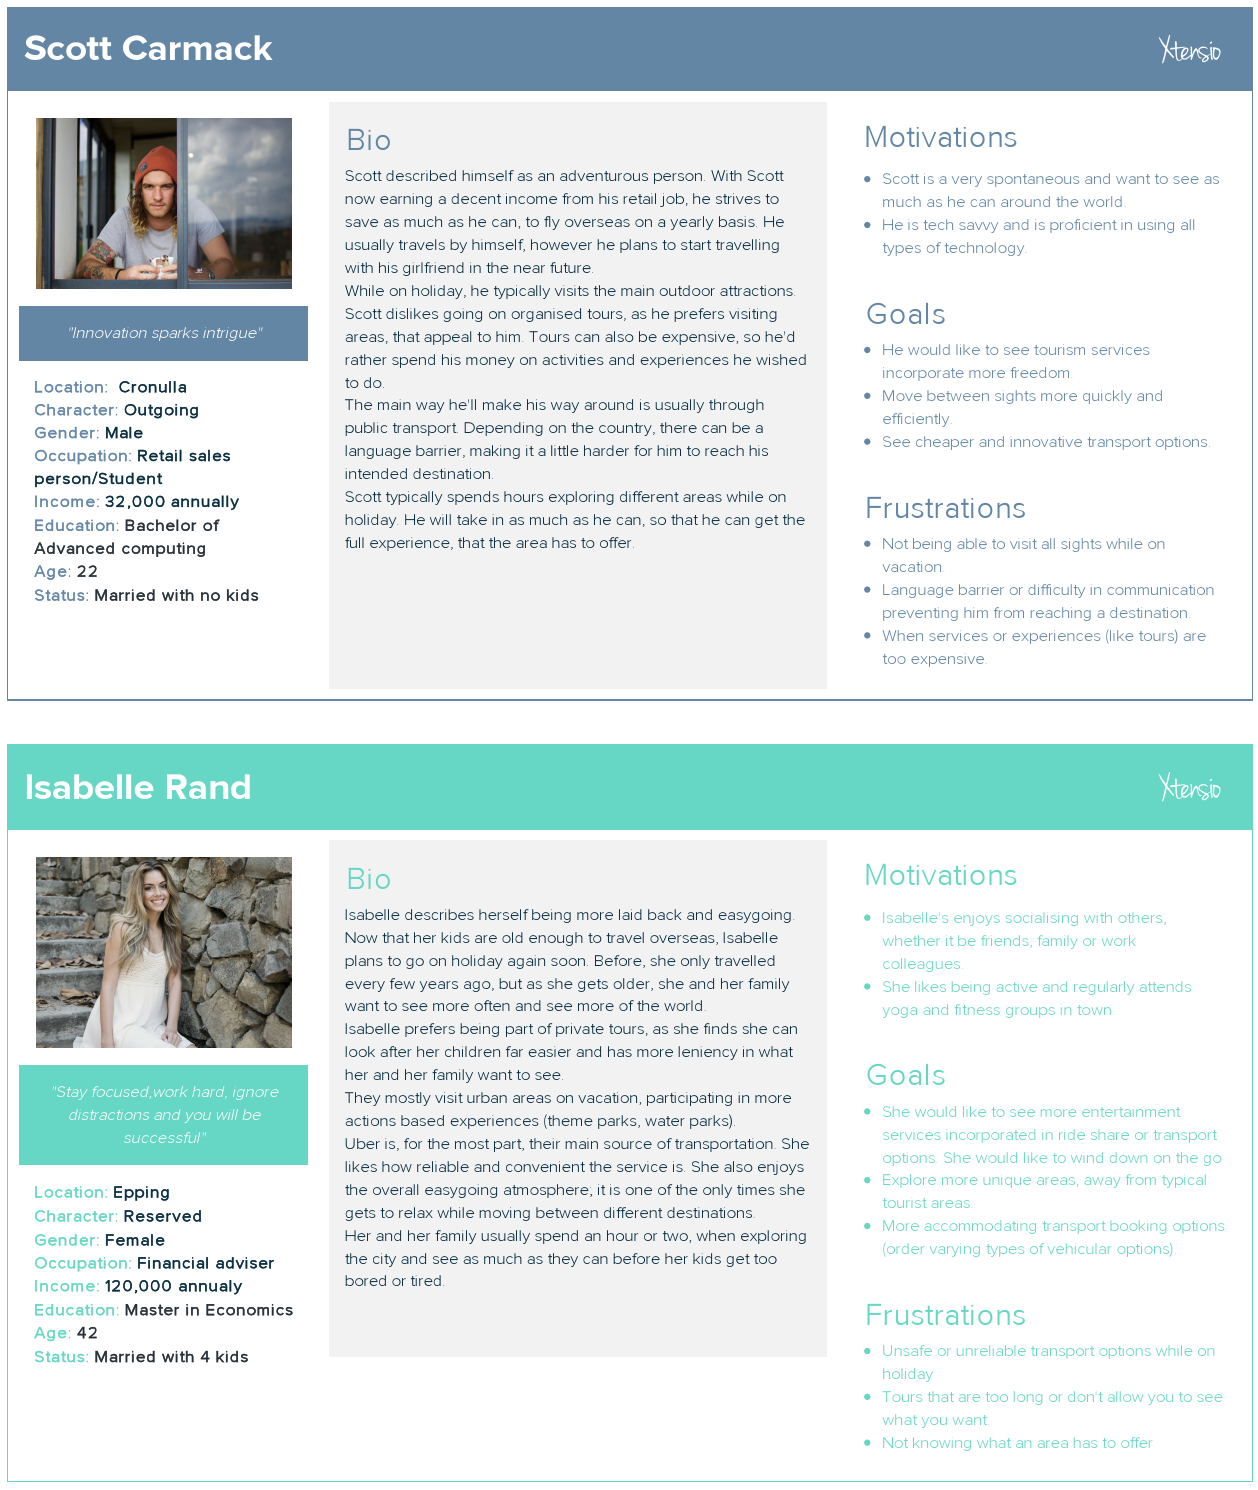 Scott Carmack
Xtensio
"Innovation sparks intrigue"
Location: Cronulla
Character: Outgoing
Gender: Male
Occupation: Retail sales
person/Student
Income: 32,000 annually
Education: Bachelor of
Advanced computing
Age: 22
Status: Married with no kids
Bio
Scott described himself as an adventurous person. With Scott
now earning a decent income from his retail job, he strives to
save as much as he can, to fly overseas on a yearly basis. He
usually travels by himself, however he plans to start travelling
with his girlfriend in the near future.
While on holiday, he typically visits the main outdoor attractions.
Scott dislikes going on organised tours, as he prefers visiting
areas, that appeal to him. Tours can also be expensive, so he'd
rather spend his money on activities and experiences he wished
to do.
The main way he'll make his way around is usually through
public transport. Depending on the country, there can be a
language barrier, making it a little harder for him to reach his
intended destination.
Scott typically spends hours exploring different areas while on
holiday. He will take in as much as he can, so that he can get the
full experience, that the area has to offer.
Motivations
• Scott is a very spontaneous and want to see as
much as he can around the world.
• He is tech savvy and is proficient in using all
types of technology.
Goals
• He would like to see tourism services
incorporate more freedom.
• Move between sights more quickly and
efficiently.
• See cheaper and innovative transport options.
Frustrations
• Not being able to visit all sights while on
vacation.
• Language barrier or difficulty in communication
preventing him from reaching a destination.
• When services or experiences (like tours) are
too expensive.
Isabelle Rand
Xtensio
"Stay focused,work hard, ignore
distractions and you will be
successful"
Location: Epping
Character: Reserved
Gender: Female
Occupation: Financial adviser
Income: 120,000 annualy
Education: Master in Economics
Age: 42
Status: Married with 4 kids
Bio
Isabelle describes herself being more laid back and easygoing.
Now that her kids are old enough to travel overseas, Isabelle
plans to go on holiday again soon. Before, she only travelled
every few years ago, but as she gets older, she and her family
want to see more often and see more of the world.
Isabelle prefers being part of private tours, as she finds she can
look after her children far easier and has more leniency in what
her and her family want to see.
They mostly visit urban areas on vacation, participating in more
actions based experiences (theme parks, water parks).
Uber is, for the most part, their main source of transportation. She
likes how reliable and convenient the service is. She also enjoys
the overall easygoing atmosphere; it is one of the only times she
gets to relax while moving between different destinations.
Her and her family usually spend an hour or two, when exploring
the city and see as much as they can before her kids get too
bored or tired.
Motivations
• Isabelle's enjoys socialising with others,
whether it be friends, family or work
colleagues.
• She likes being active and regularly attends
yoga and fitness groups in town.
Goals
• She would like to see more entertainment
services incorporated in ride share or transport
options. She would like to wind down on the go
• Explore more unique areas, away from typical
tourist areas.
• More accommodating transport booking options
(order varying types of vehicular options).
Frustrations
• Unsafe or unreliable transport options while on
holiday
• Tours that are too long or don't allow you to see
what you want.
• Not knowing what an area has to offer